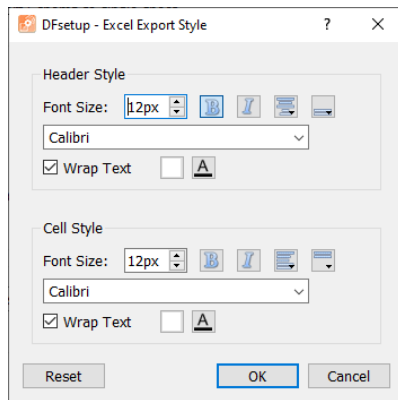 DFsetup - Excel Export Style
Header Style
Font Size: 12px B I
Calibri
Wrap Text A
Cell Style
Font Size: 12px B I
Calibri
Wrap Text A
Reset OK Cancel